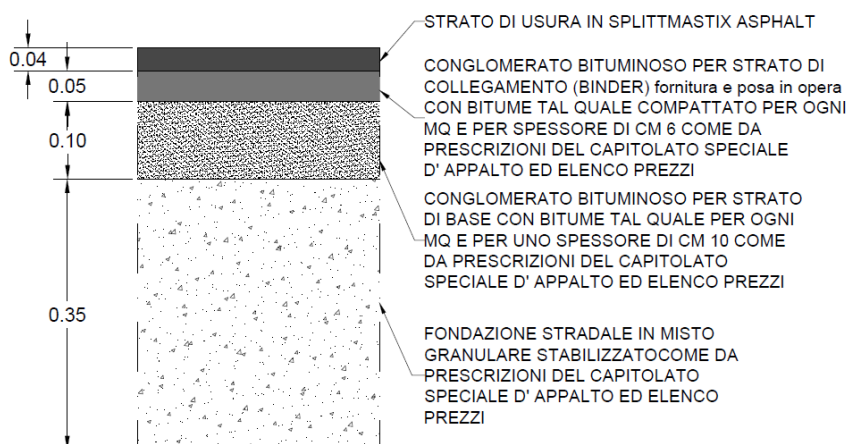 STRATO DI USURA IN SPLITTMASTIX ASPHALT
0.04
0.05
0.10
0.35
CONGLOMERATO BITUMINOSO PER STRATO DI
COLLEGAMENTO (BINDER) fornitura e posa in opera
CON BITUME TAL QUALE COMPATTATO PER OGNI
MQ E PER SPESSORE DI CM 6 COME DA
PRESCRIZIONI DEL CAPITOLATO SPECIALE
D' APPALTO ED ELENCO PREZZI
CONGLOMERATO BITUMINOSO PER STRATO
DI BASE CON BITUME TAL QUALE PER OGNI
MQ E PER UNO SPESSORE DI CM 10 COME
DA PRESCRIZIONI DEL CAPITOLATO
SPECIALE D' APPALTO ED ELENCO PREZZI
FONDAZIONE STRADALE IN MISTO
GRANULARE STABILIZZATOCOME DA
PRESCRIZIONI DEL CAPITOLATO
SPECIALE D' APPALTO ED ELENCO
PREZZI